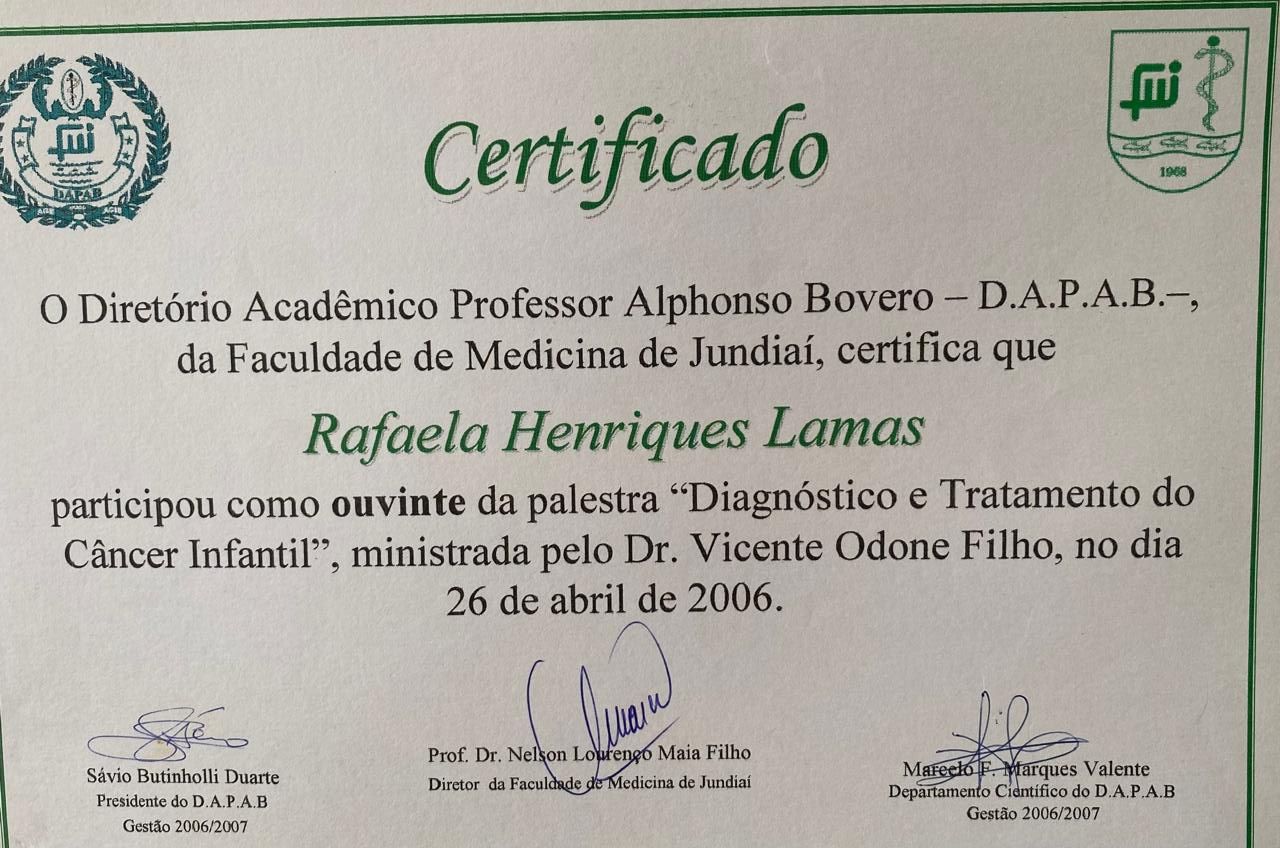 Certificado
DAPAB
1968
O Diretório Acadêmico Professor Alphonso Bovero – D.A.P.A.B.–,
da Faculdade de Medicina de Jundiaí, certifica que
Rafaela Henriques Lamas
participou como ouvinte da palestra “Diagnóstico e Tratamento do
Câncer Infantil”, ministrada pelo Dr. Vicente Odone Filho, no dia
26 de abril de 2006.
Sávio Butinholli Duarte
Presidente do D.A.P.A.B
Gestão 2006/2007
Prof. Dr. Nelson Lourenço Maia Filho
Diretor da Faculdade de Medicina de Jundiaí
Marcelo F. Marques Valente
Departamento Científico do D.A.P.A.B
Gestão 2006/2007